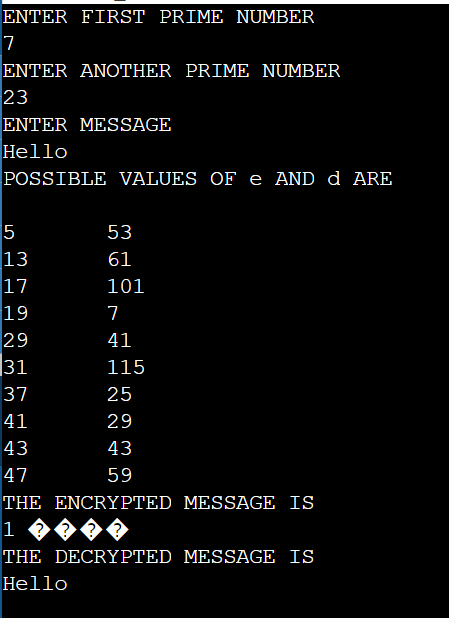 ENTER FIRST PRIME NUMBER
7
ENTER ANOTHER PRIME NUMBER
23
ENTER MESSAGE
Hello
POSSIBLE VALUES OF e AND d ARE
5 53
13 61
17 101
19 7
29 41
31 115
37 25
41 29
43 43
47 59
THE ENCRYPTED MESSAGE IS
1 ����
THE DECRYPTED MESSAGE IS
Hello